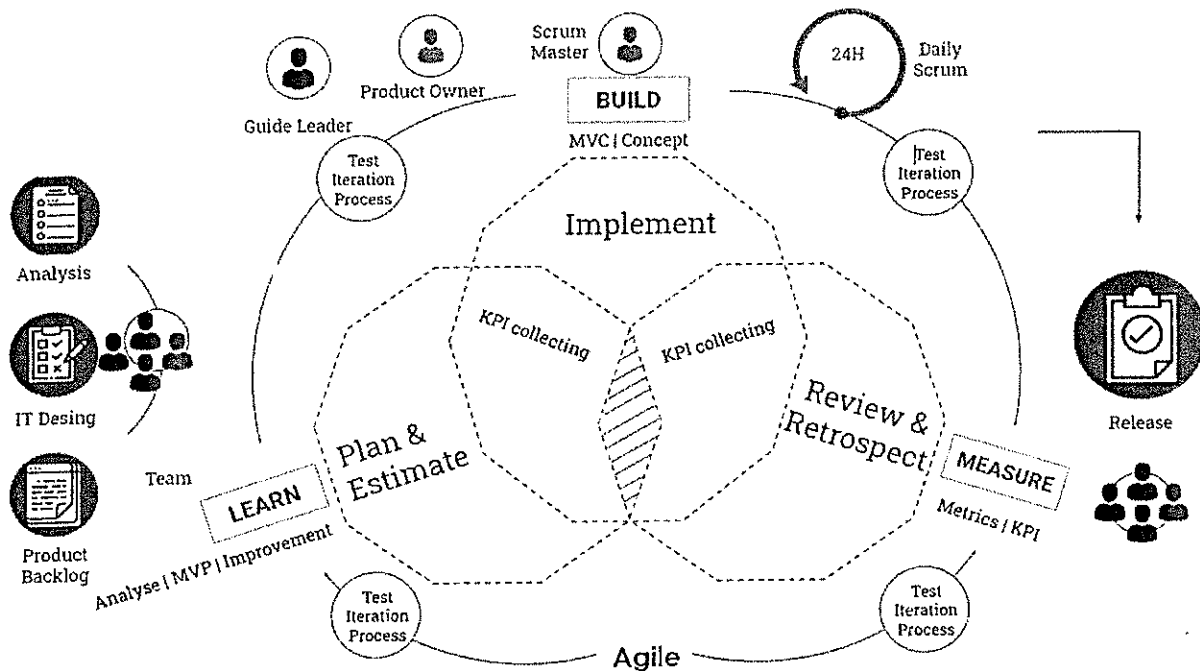 Scrum
Master
24H
Daily
Scrum
Product Owner
BUILD
Guide Leader
MVC | Concept
Test
Iteration
Process
Test
Iteration
Process
Implement
Analysis
KPI collecting
KPI collecting
IT Desing
Plan &
Estimate
Review &
Retrospect
Release
Team
LEARN
MEASURE
Product
Backlog
Analyse | MVP | Improvement
Metrics | KPI
Test
Iteration
Process
Test
Iteration
Process
Agile